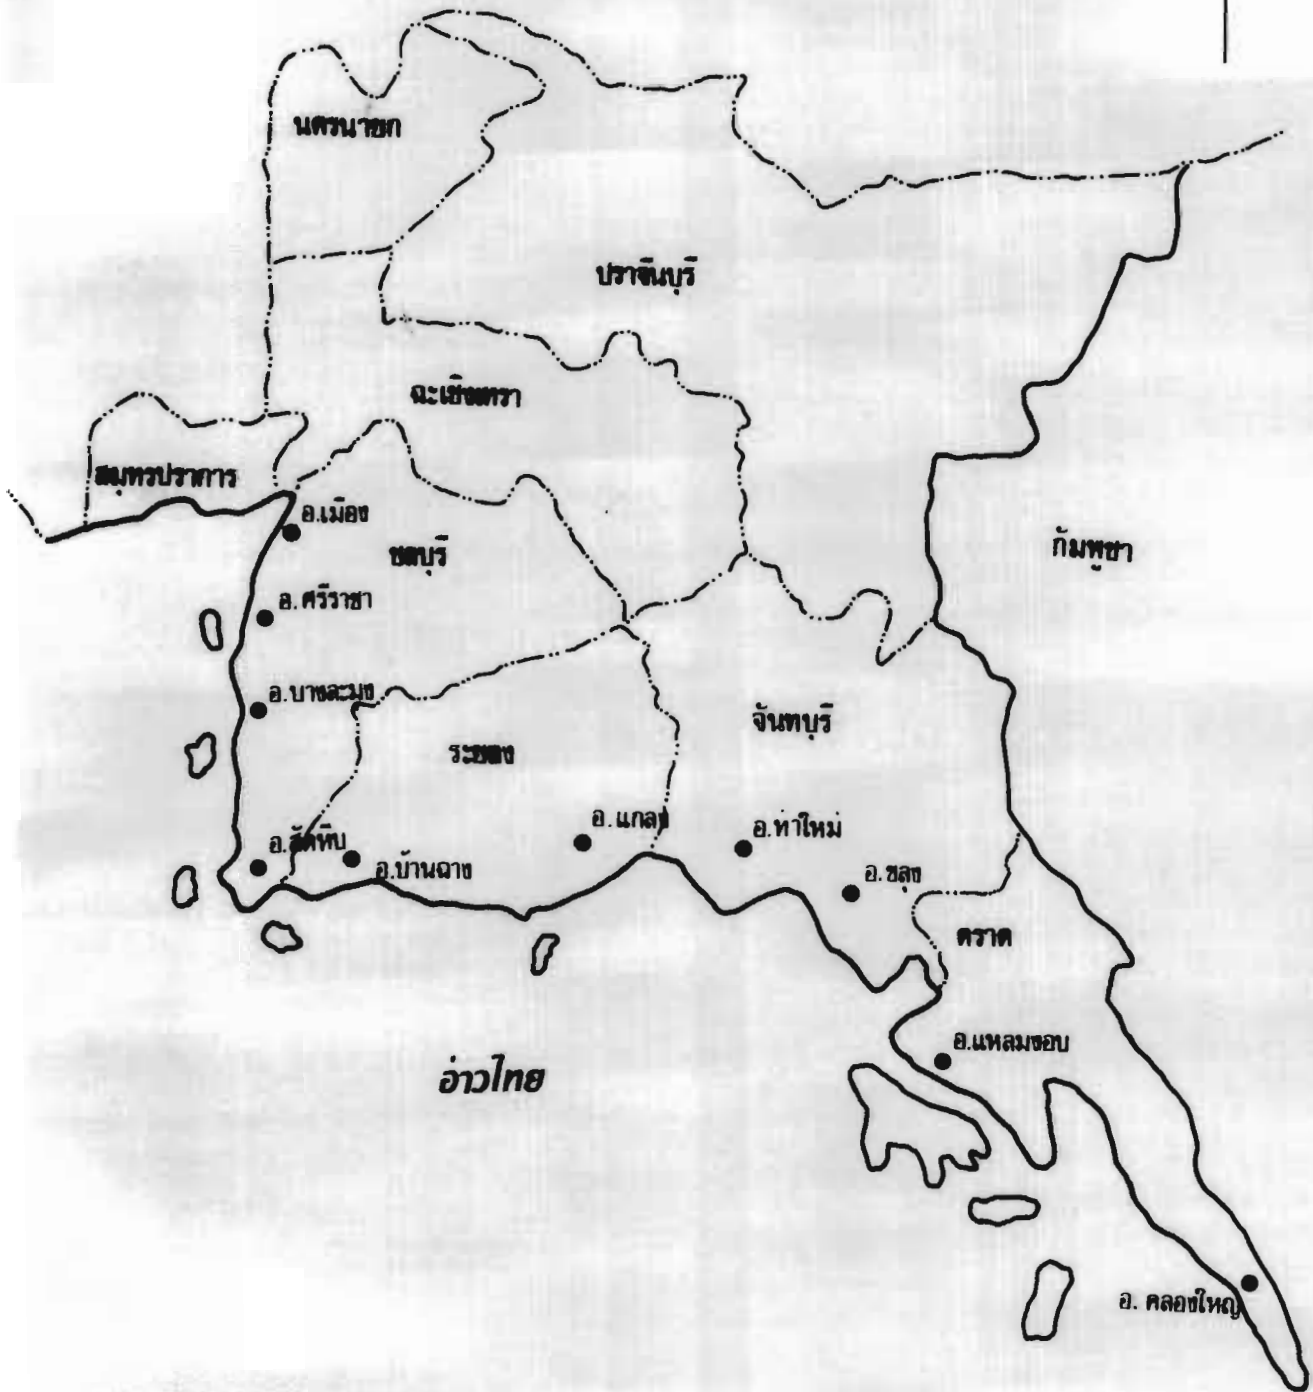 นครนายก
ปราจีนบุรี
ฉะเชิงเทรา
สมุทรปราการ
อ.เมือง
ชลบุรี
กัมพูชา
อ. ศรีราชา
อ.บางละมุง
จันทบุรี
ระยอง
อ.แกลง
อ.ท่าใหม่
อ.สัตหีบ
อ.บ้านฉาง
อ.ขลุง
ตราด
อ.แหลมงอบ
อ่าวไทย
อ. คลองใหญ่